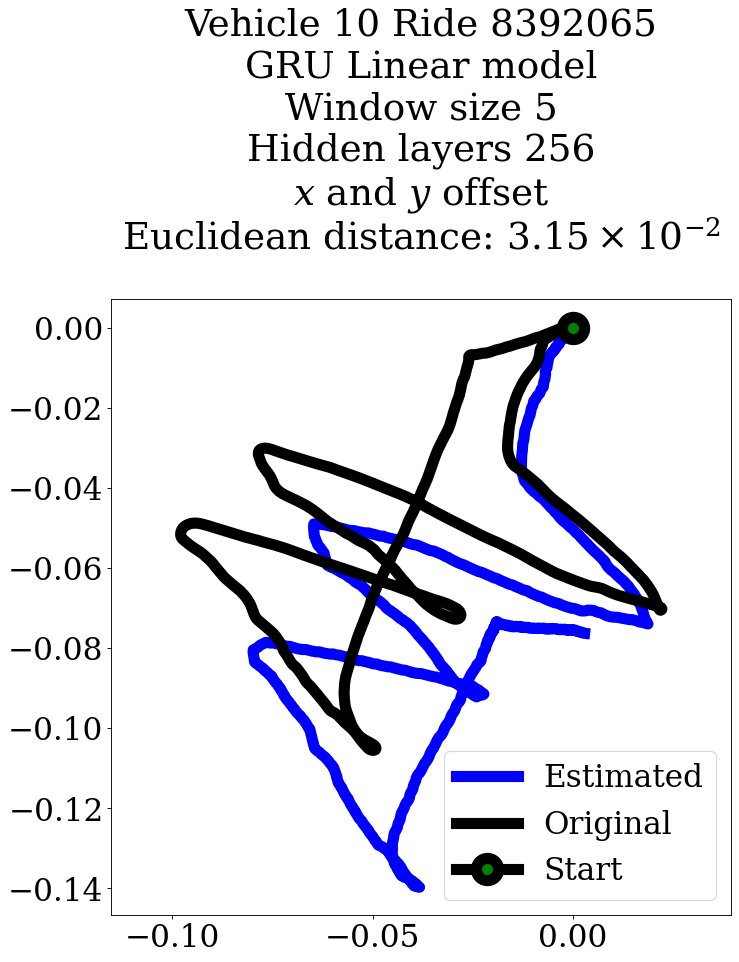 Vehicle 10 Ride 8392065
GRU Linear model
Window size 5
Hidden layers 256
x and y offset
Euclidean distance: 3.15 × 10⁻²
0.00
−0.02
−0.04
−0.06
−0.08
−0.10
−0.12
−0.14
Estimated
Original
Start
−0.10 −0.05 0.00